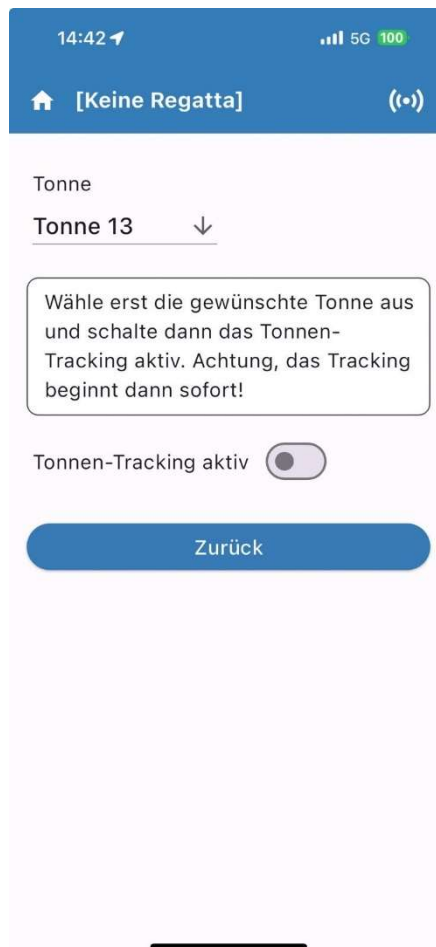 14:42 5G 100
[Keine Regatta]
Tonne
Tonne 13
Wähle erst die gewünschte Tonne aus
und schalte dann das Tonnen-
Tracking aktiv. Achtung, das Tracking
beginnt dann sofort!
Tonnen-Tracking aktiv
Zurück